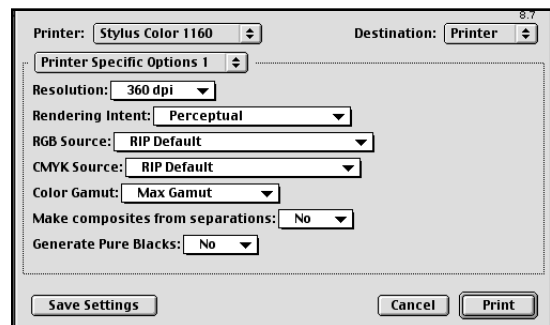 8.7
Printer: Stylus Color 1160 Destination: Printer
Printer Specific Options 1
Resolution: 360 dpi
Rendering Intent: Perceptual
RGB Source: RIP Default
CMYK Source: RIP Default
Color Gamut: Max Gamut
Make composites from separations: No
Generate Pure Blacks: No
Save Settings Cancel Print